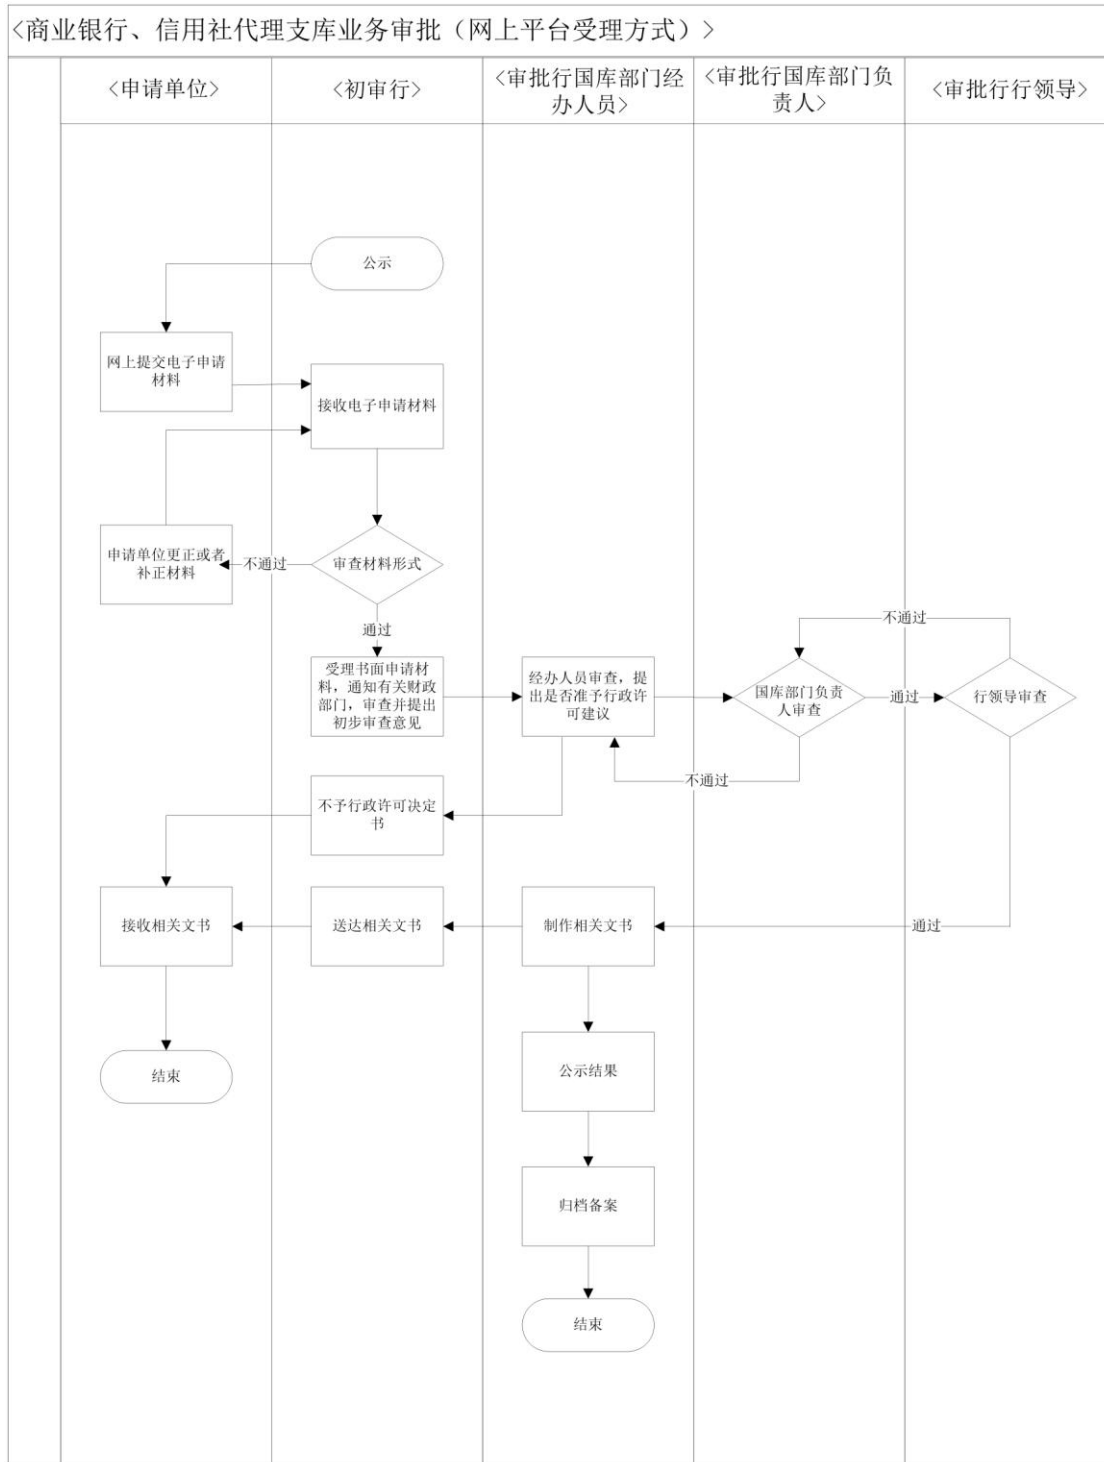 <商业银行、信用社代理支库业务审批（网上平台受理方式）>
<申请单位>
<初审行>
<审批行国库部门经
办人员>
<审批行国库部门负
责人>
<审批行行领导>
公示
网上提交电子申请
材料
接收电子申请材料
申请单位更正或者
补正材料
不通过
审查材料形式
通过
不通过
受理书面申请材
料，通知有关财政
部门，审查并提出
初步审查意见
经办人员审查，提
出是否准予行政许
可建议
国库部门负责
人审查
通过
行领导审查
不通过
不予行政许可决定
书
接收相关文书
送达相关文书
制作相关文书
通过
公示结果
结束
归档备案
结束